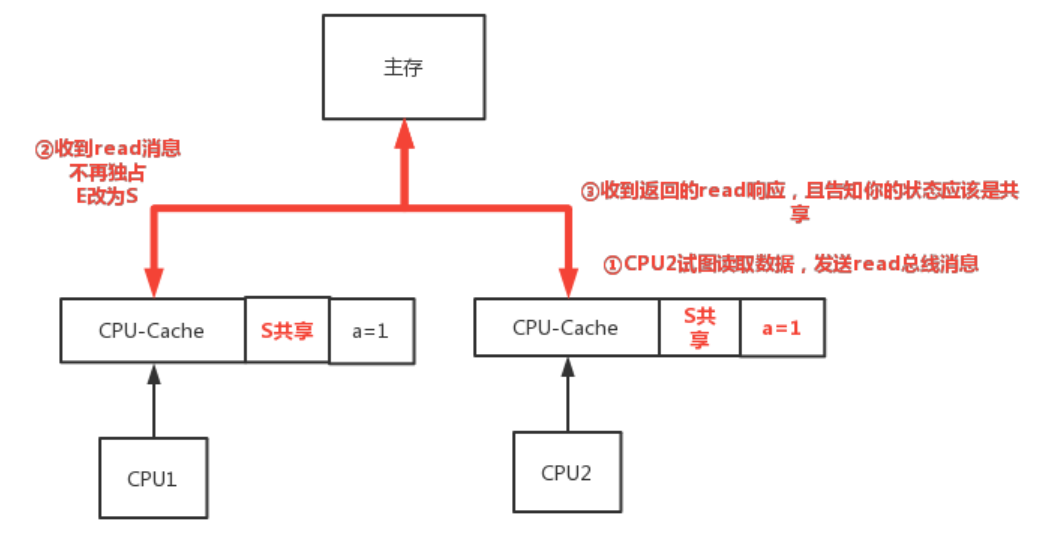 主存
②收到read消息
不再独占
E改为S
③收到返回的read响应，且告知你的状态应该是共
享
①CPU2试图读取数据，发送read总线消息
CPU-Cache
S共享
a=1
CPU-Cache
S共
享
a=1
CPU1
CPU2